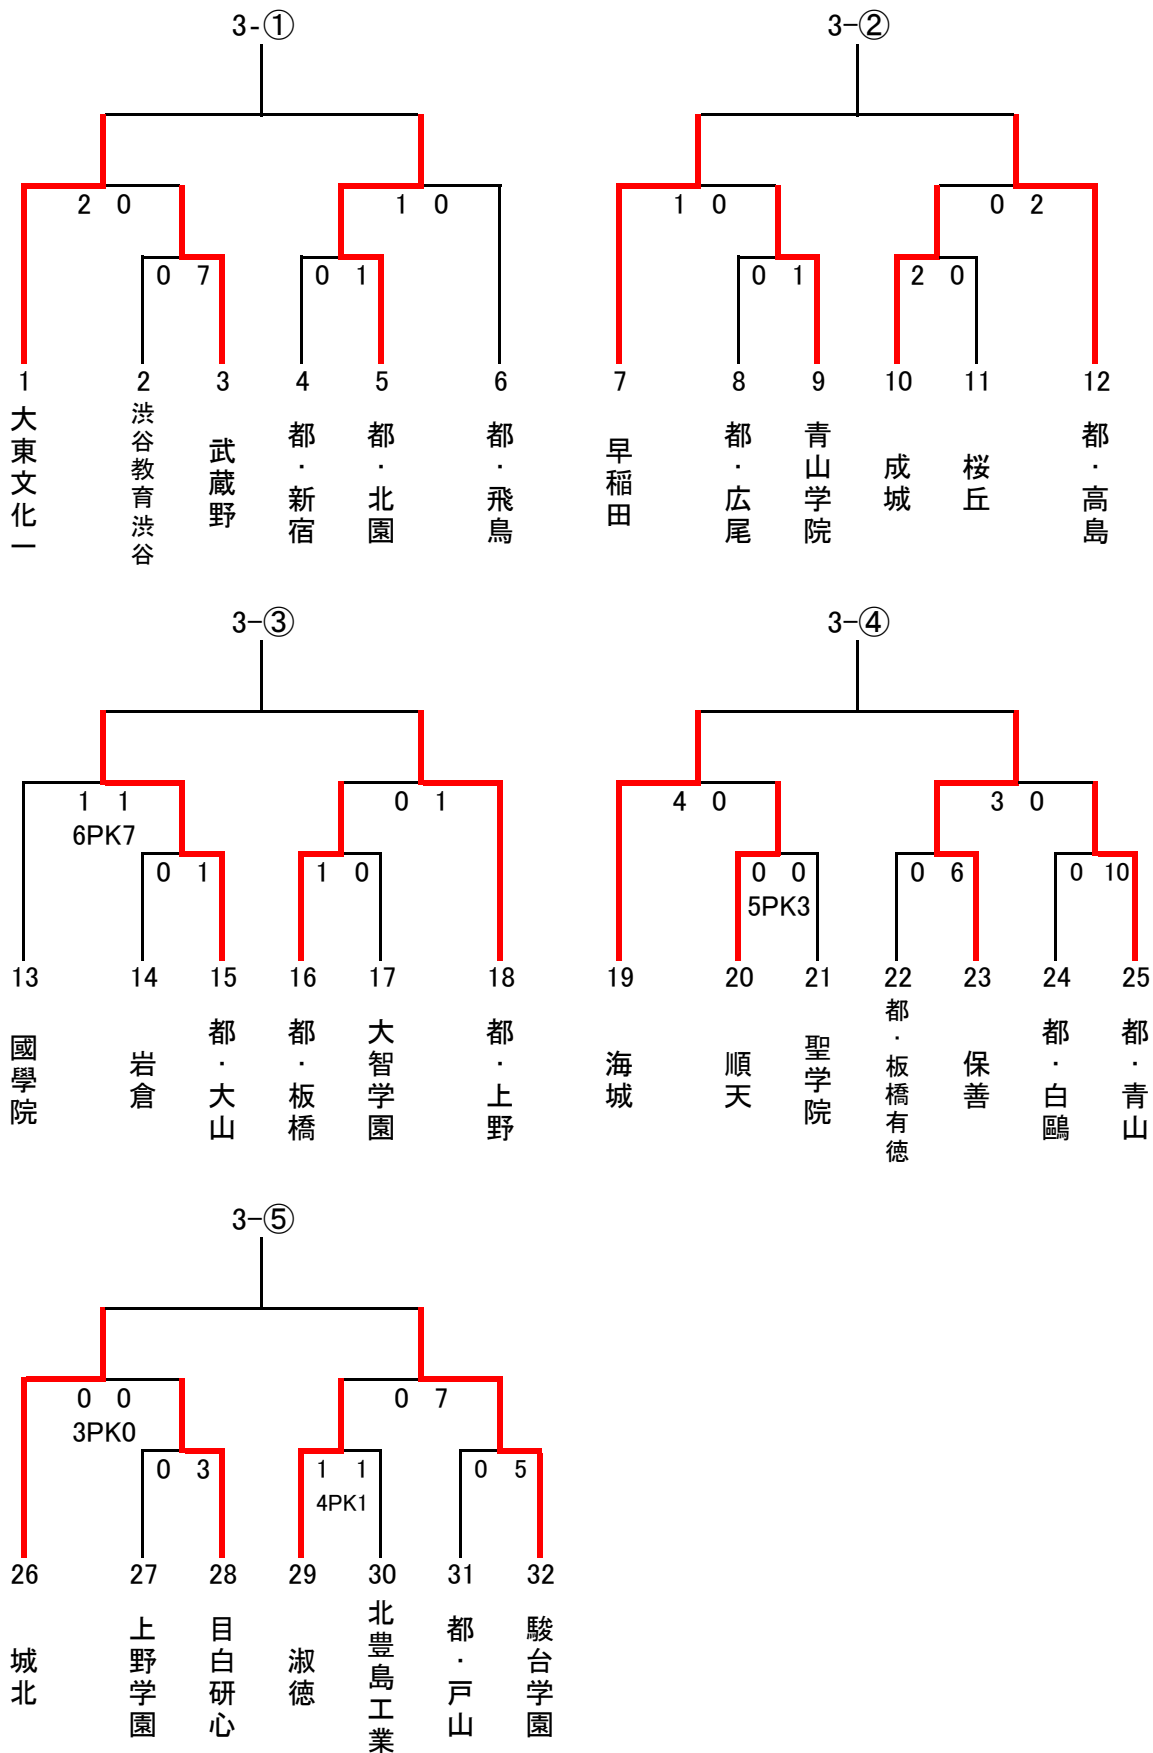 3-①
3-②
2 0
1 0
1 0
0 2
0 7
0 1
0 1
2 0
1
2
3
4
5
6
7
8
9
10
11
12
大東文化一
渋谷教育渋谷
武蔵野
都・新宿
都・北園
都・飛鳥
早稲田
都・広尾
青山学院
成城
桜丘
都・高島
3-③
3-④
1 1
6PK7
0 1
4 0
3 0
0 1
1 0
0 0
5PK3
0 6
0 10
13
14
15
16
17
18
19
20
21
22
23
24
25
國學院
岩倉
都・大山
都・板橋
大智学園
都・上野
海城
順天
聖学院
都・板橋有徳
保善
都・白鷗
都・青山
3-⑤
0 0
3PK0
0 7
0 3
1 1
4PK1
0 5
26
27
28
29
30
31
32
城北
上野学園
目白研心
淑徳
北豊島工業
都・戸山
駿台学園